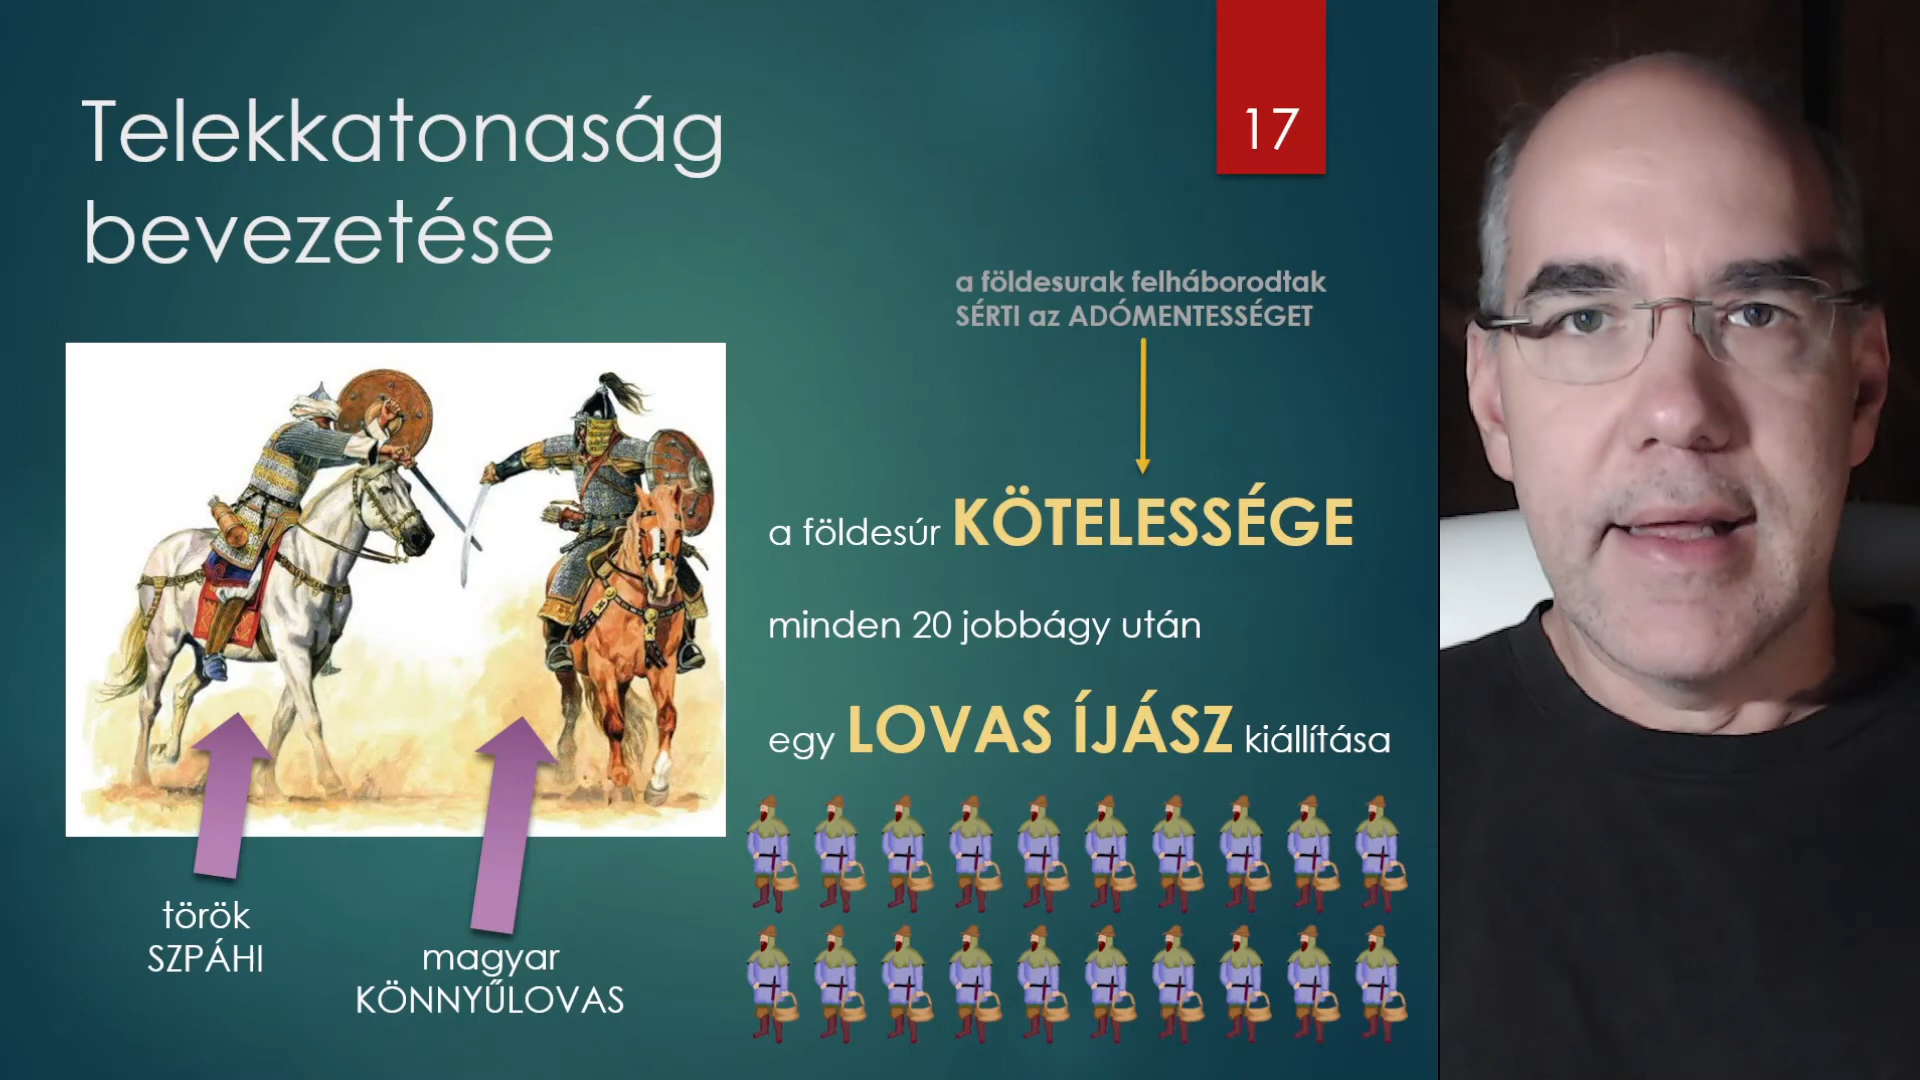 Telekkatonaság
bevezetése
17
a földesurak felháborodtak
SÉRTI az ADÓMENTESSÉGET
a földesúr KÖTELESSÉGE
minden 20 jobbágy után
egy LOVAS ÍJÁSZ kiállítása
török
SZPÁHI
magyar
KÖNNYŰLOVAS